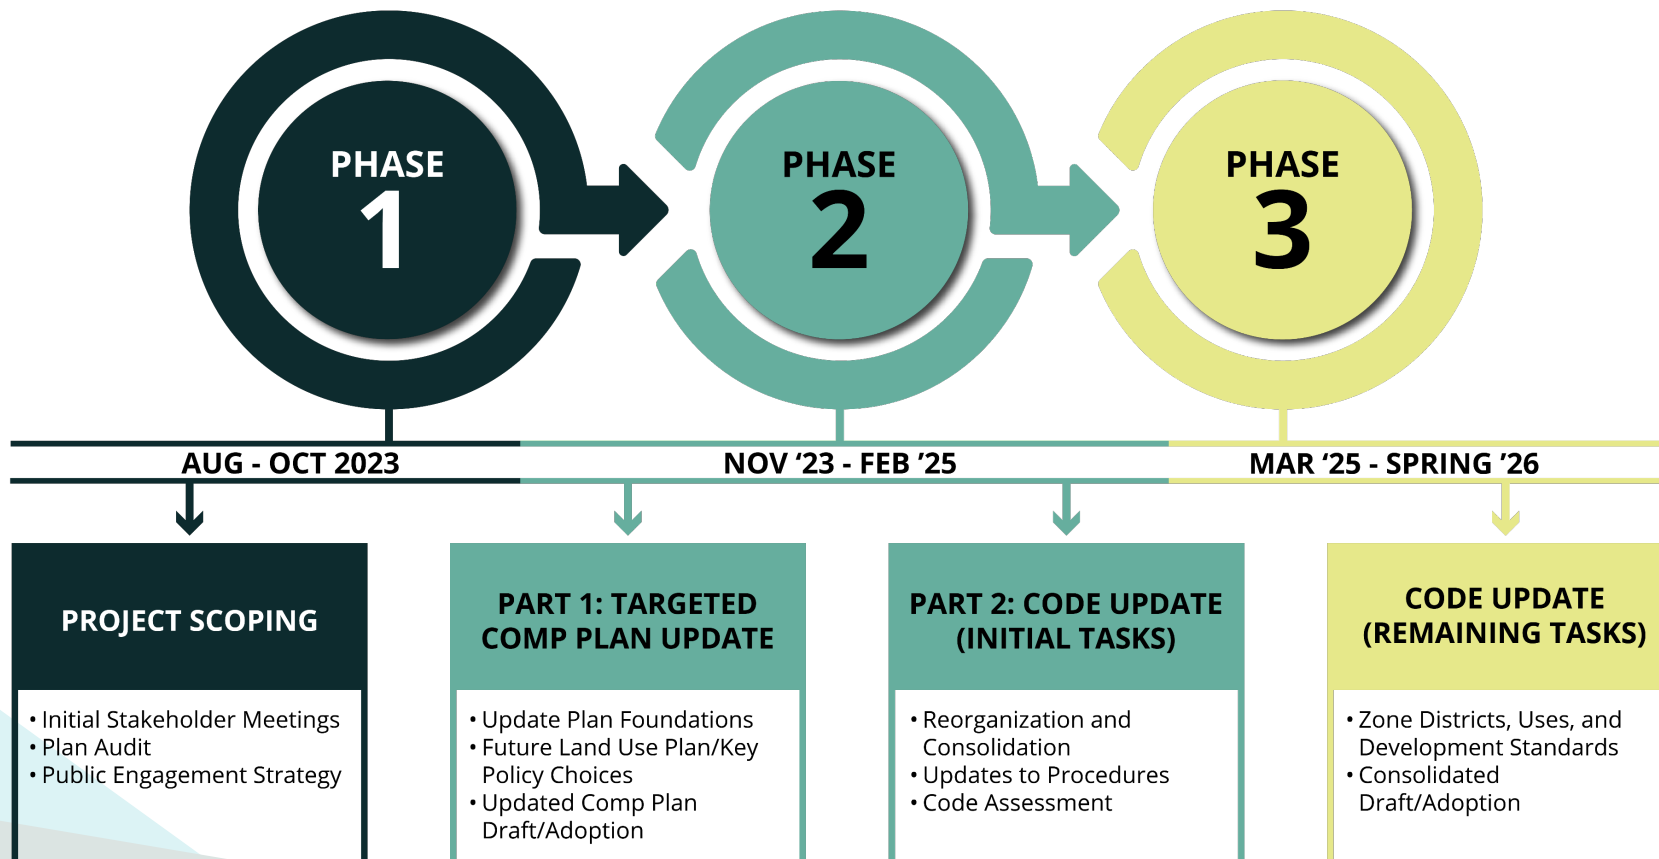 PHASE
1
PHASE
2
PHASE
3
AUG - OCT 2023
NOV ‘23 - FEB ’25
MAR ‘25 - SPRING ’26
PROJECT SCOPING
• Initial Stakeholder Meetings
• Plan Audit
• Public Engagement Strategy
PART 1: TARGETED
COMP PLAN UPDATE
• Update Plan Foundations
• Future Land Use Plan/Key
Policy Choices
• Updated Comp Plan
Draft/Adoption
PART 2: CODE UPDATE
(INITIAL TASKS)
• Reorganization and
Consolidation
• Updates to Procedures
• Code Assessment
CODE UPDATE
(REMAINING TASKS)
• Zone Districts, Uses, and
Development Standards
• Consolidated
Draft/Adoption